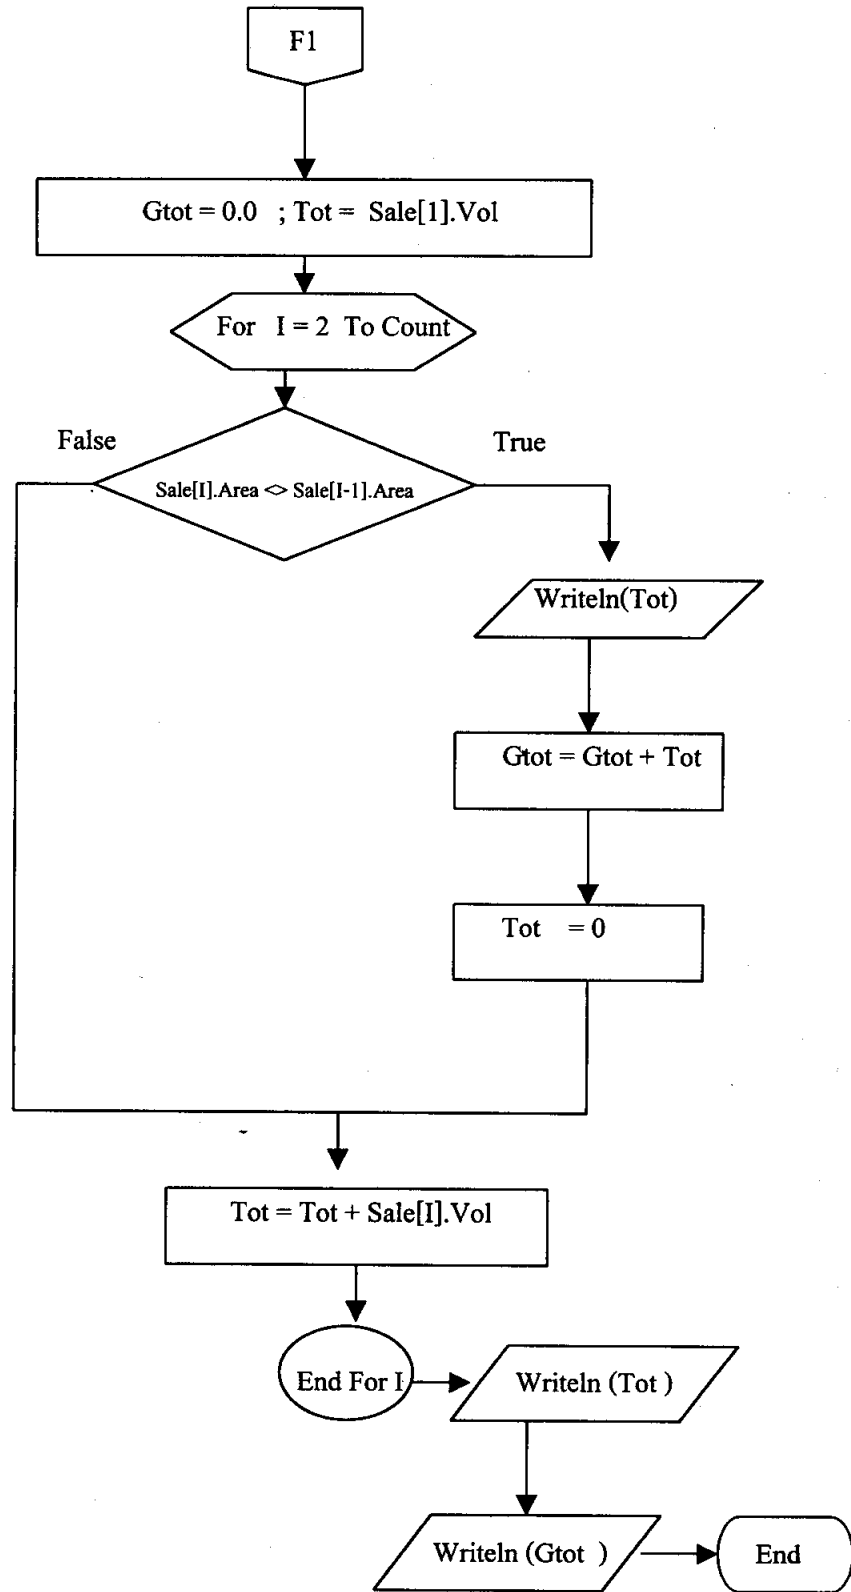 F1
Gtot = 0.0 ; Tot = Sale[1].Vol
For I = 2 To Count
False
True
Sale[I].Area <> Sale[I-1].Area
Writeln(Tot)
Gtot = Gtot + Tot
Tot = 0
Tot = Tot + Sale[I].Vol
End For I
Writeln (Tot )
Writeln (Gtot )
End